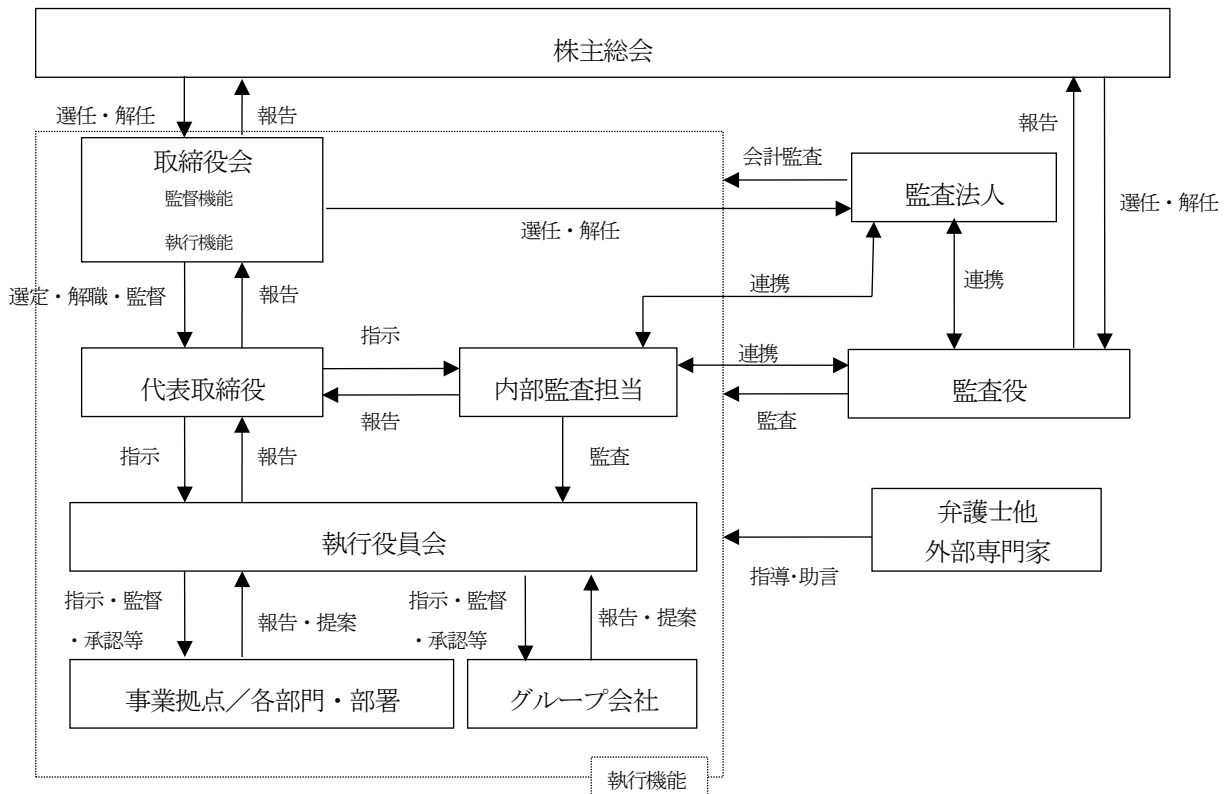 株主総会
選任・解任
報告
報告
選任・解任
取締役会
監督機能
執行機能
会計監査
監査法人
選任・解任
選定・解職・監督
報告
連携
連携
指示
代表取締役
内部監査担当
連携
監査役
報告
監査
指示
報告
監査
執行役員会
弁護士他
外部専門家
指導・助言
指示・監督
・承認等
報告・提案
指示・監督
・承認等
報告・提案
事業拠点／各部門・部署
グループ会社
執行機能